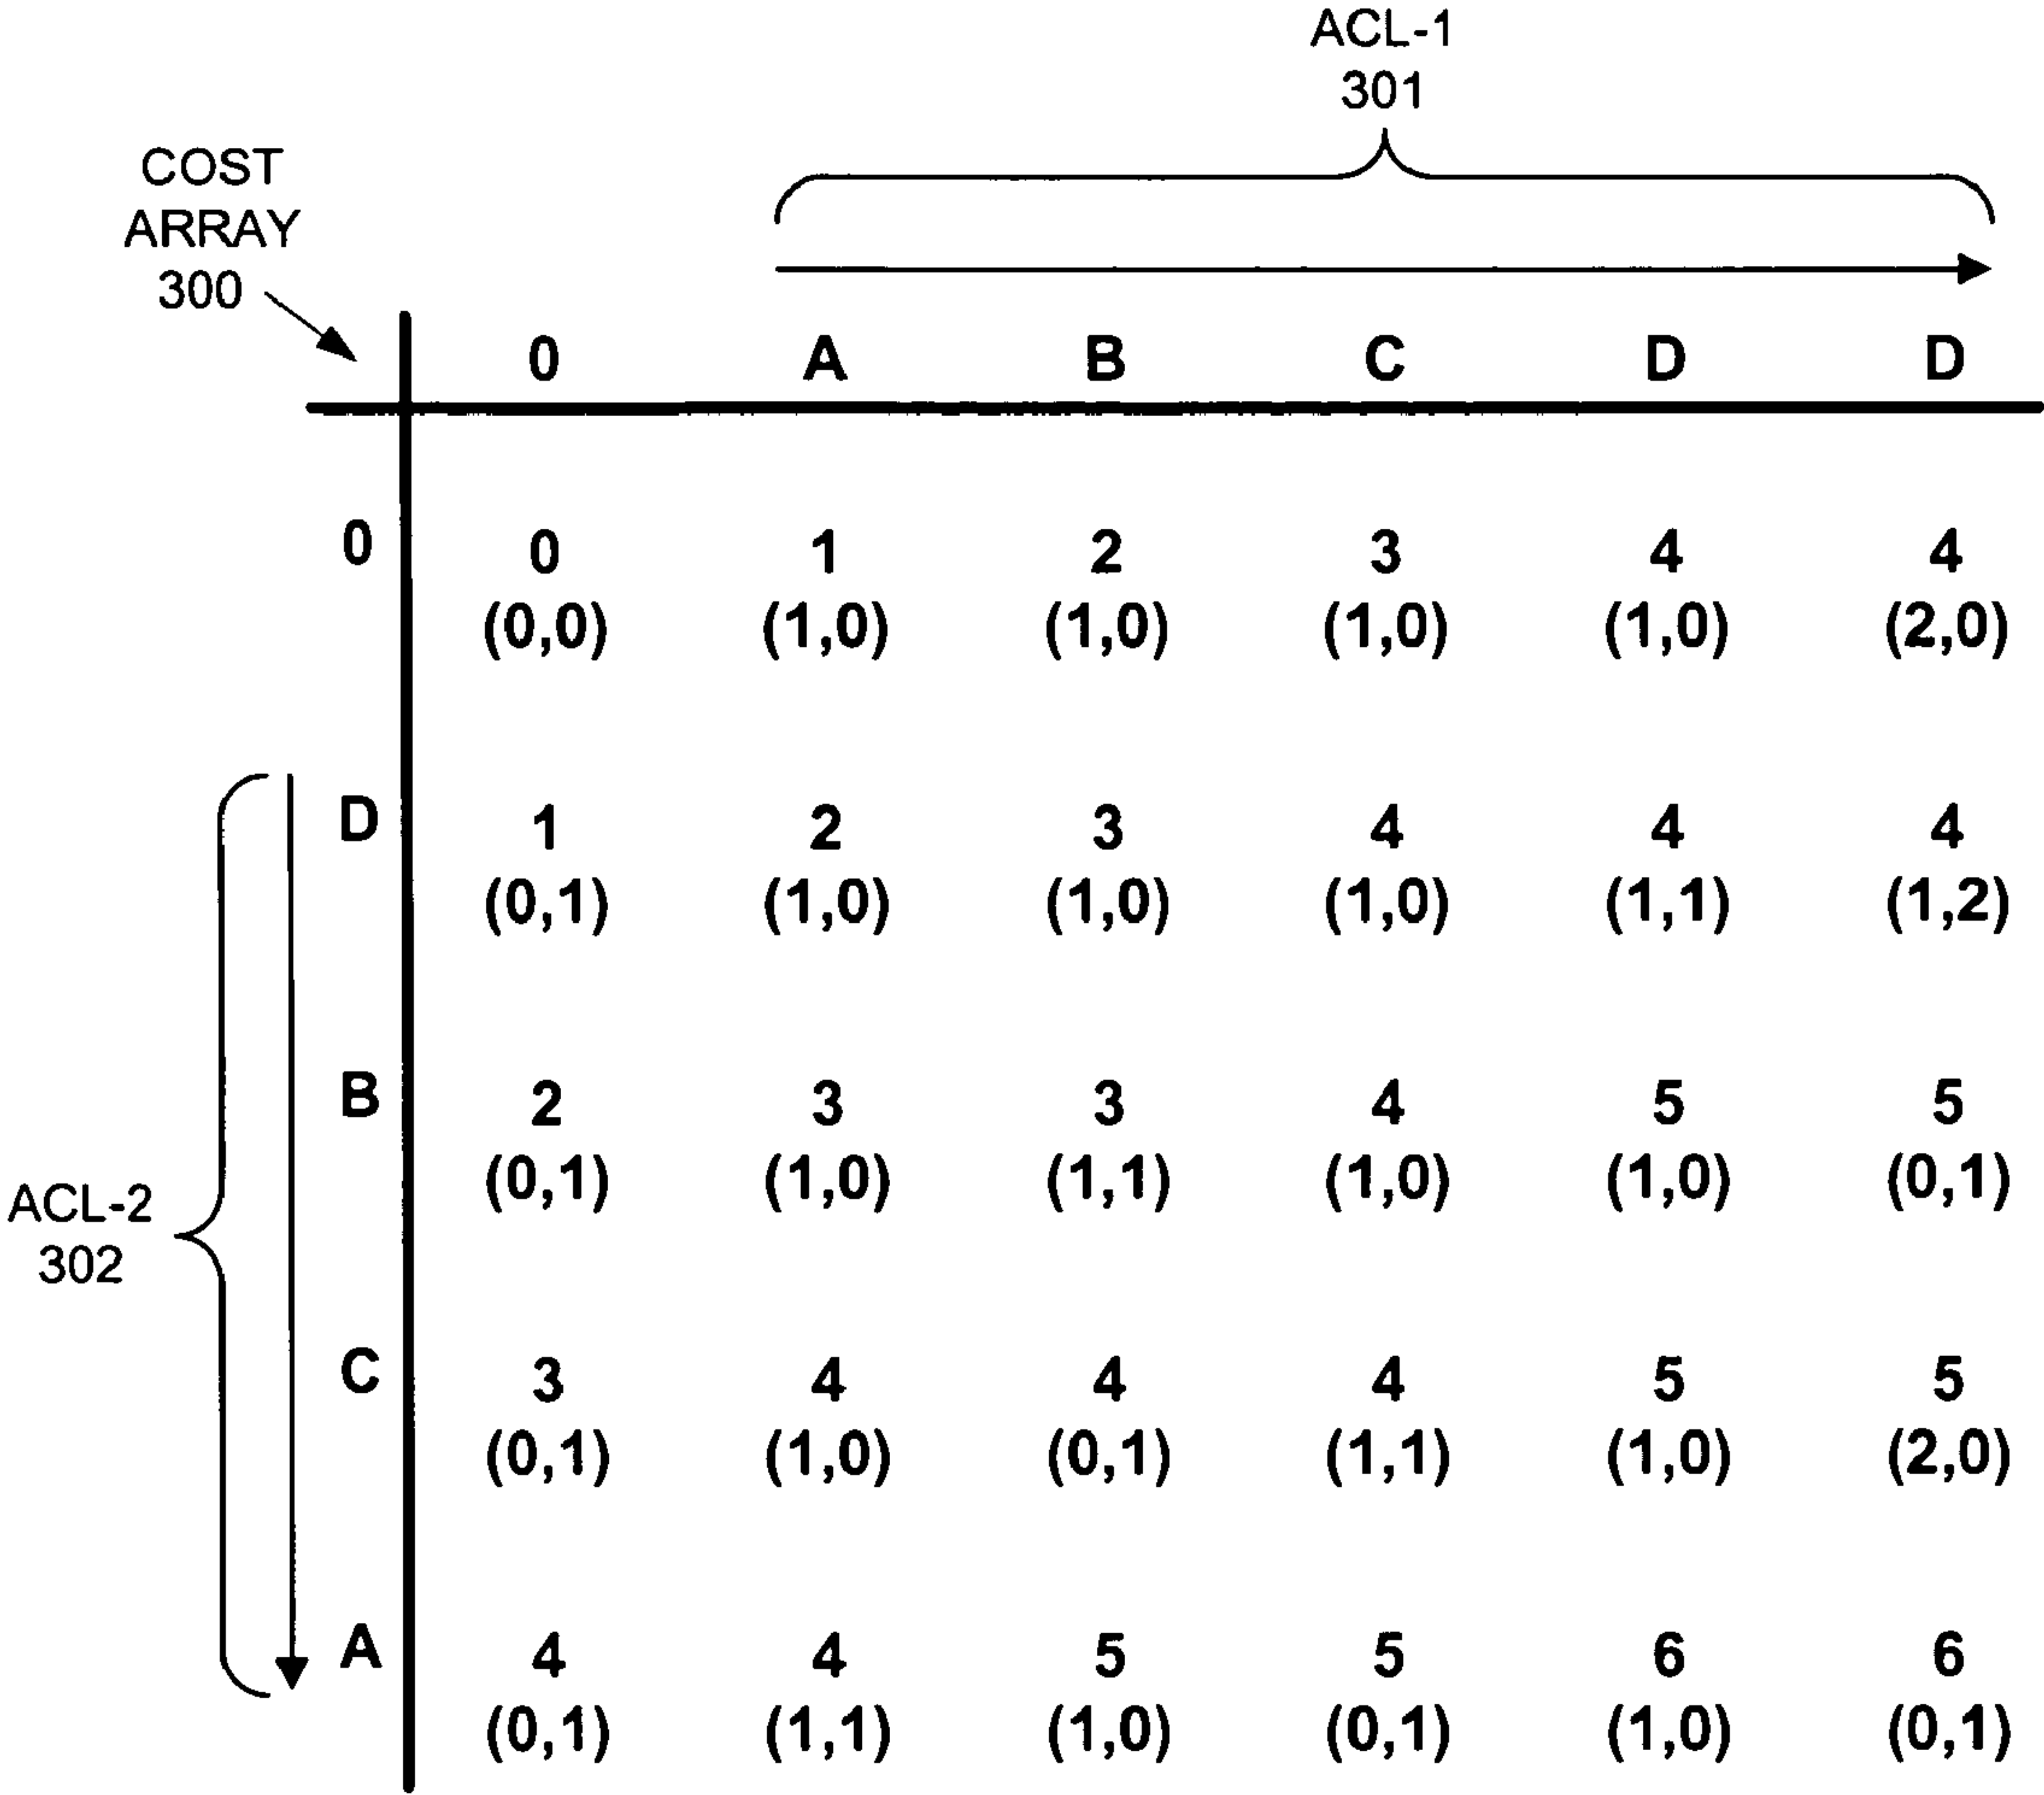 ACL-1
301
COST
ARRAY
300
0 A B C D D
0 0 1 2 3 4 4
(0,0) (1,0) (1,0) (1,0) (1,0) (2,0)
D 1 2 3 4 4 4
(0,1) (1,0) (1,0) (1,0) (1,1) (1,2)
B 2 3 3 4 5 5
(0,1) (1,0) (1,1) (1,0) (1,0) (0,1)
ACL-2
302
C 3 4 4 4 5 5
(0,1) (1,0) (0,1) (1,1) (1,0) (2,0)
A 4 4 5 5 6 6
(0,1) (1,1) (1,0) (0,1) (1,0) (0,1)